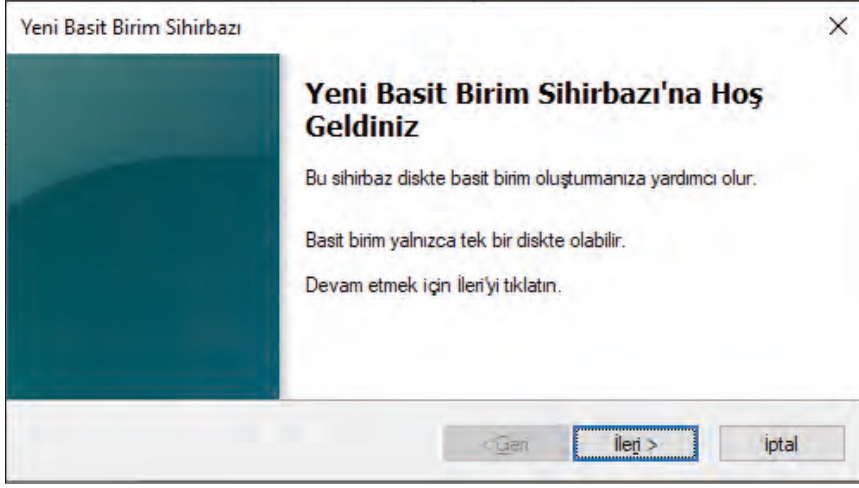 Yeni Basit Birim Sihirbazı
Yeni Basit Birim Sihirbazı'na Hoş
Geldiniz
Bu sihirbaz diskte basit birim oluşturmanıza yardımcı olur.
Basit birim yalnızca tek bir diskte olabilir.
Devam etmek için İleri'yi tıklatın.
< Geri İleri > İptal